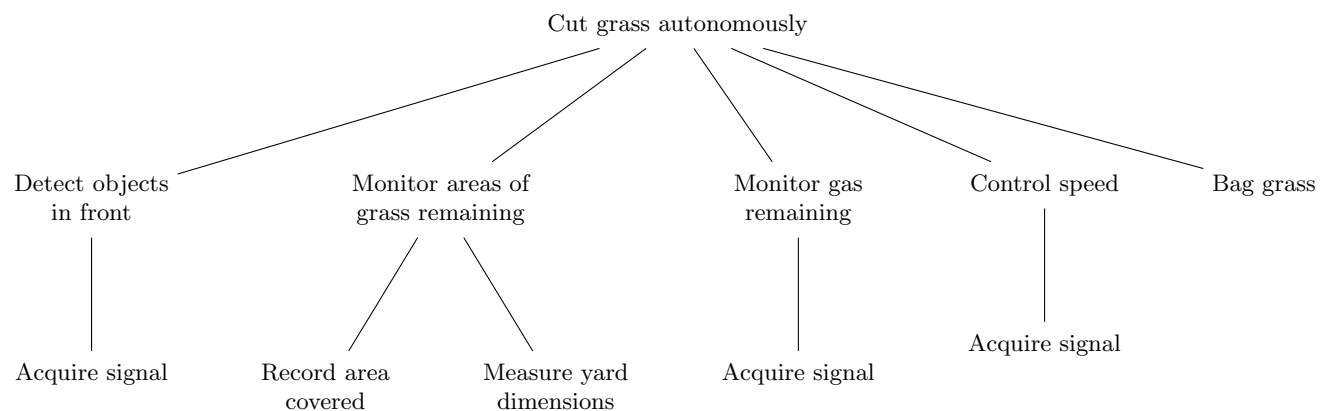 Cut grass autonomously
Detect objects
in front
Monitor areas of
grass remaining
Monitor gas
remaining
Control speed
Bag grass
Acquire signal
Record area
covered
Measure yard
dimensions
Acquire signal
Acquire signal